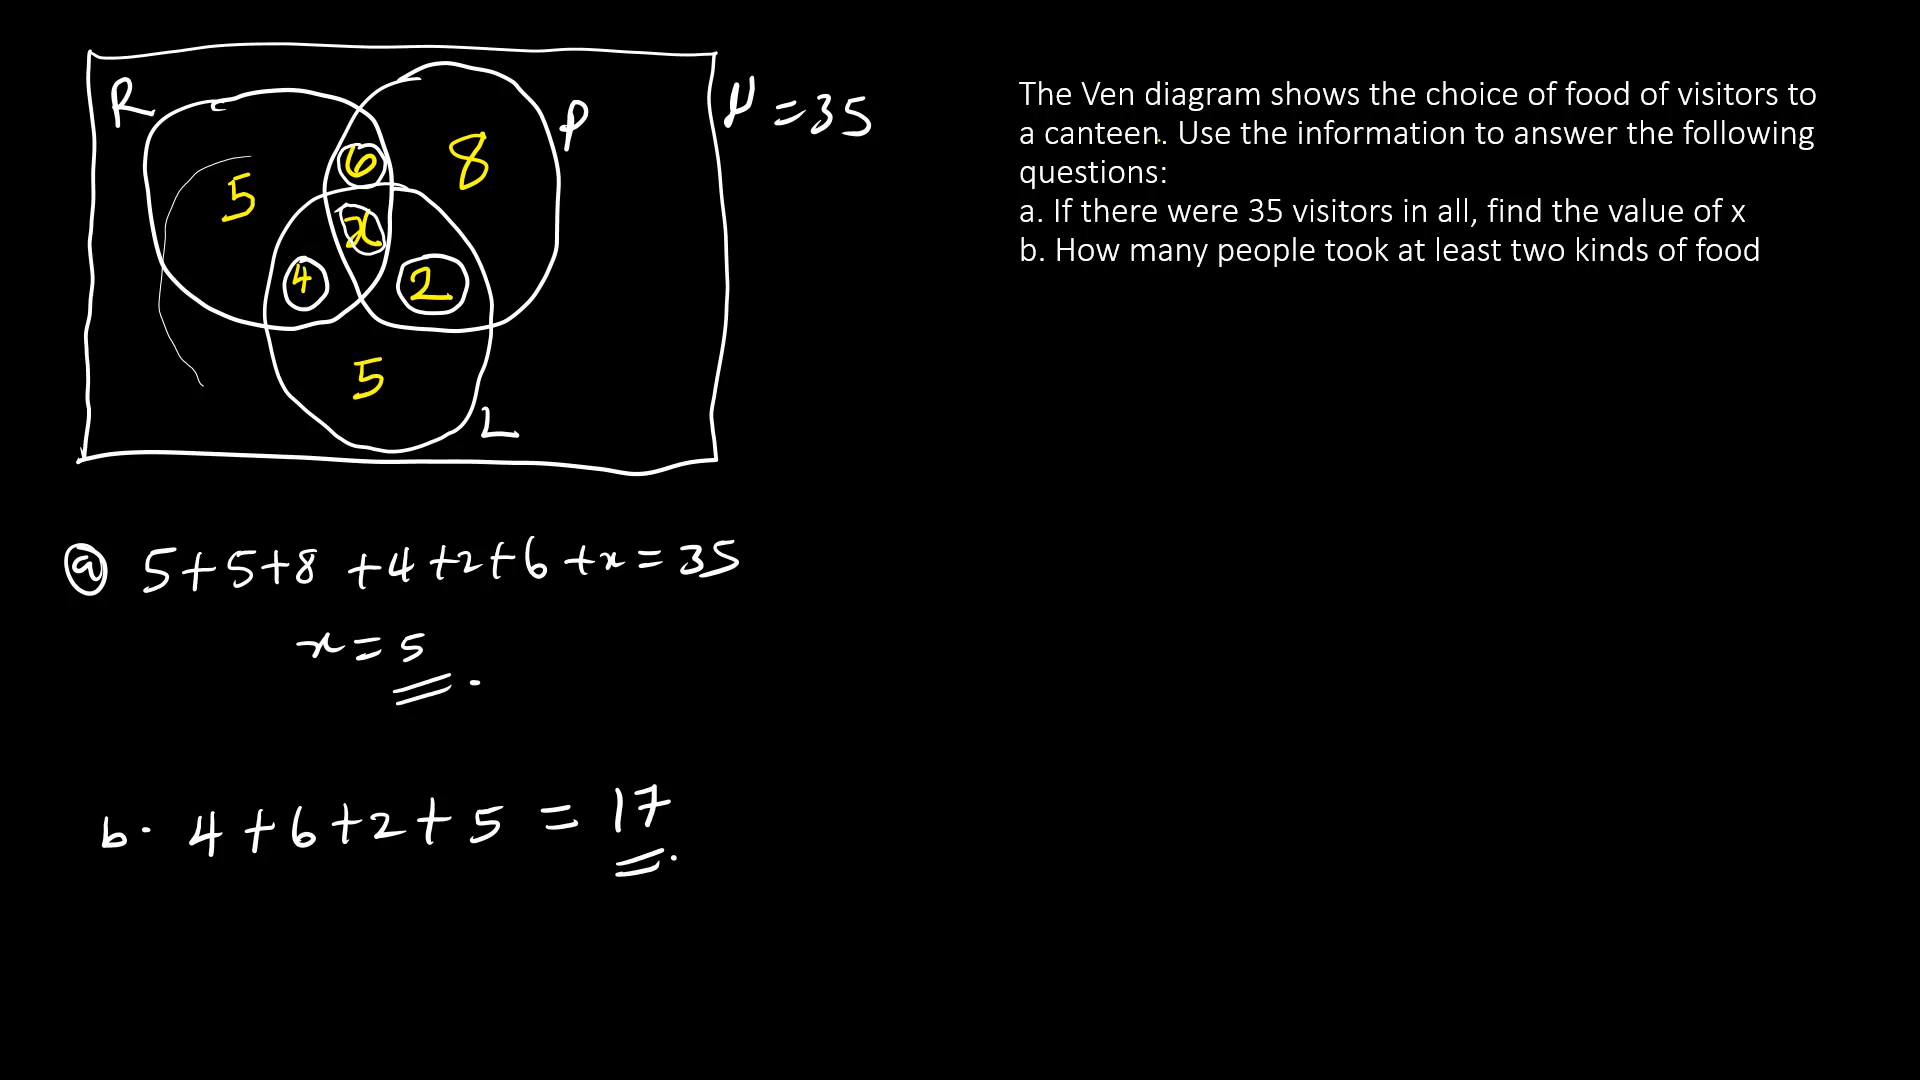 R
P
μ = 35
6
8
5
x
4
2
5
L
The Ven diagram shows the choice of food of visitors to
a canteen. Use the information to answer the following
questions:
a. If there were 35 visitors in all, find the value of x
b. How many people took at least two kinds of food
ⓐ 5+5+8 +4+2+6+x=35
x=5
b. 4+6+2+5 = 17